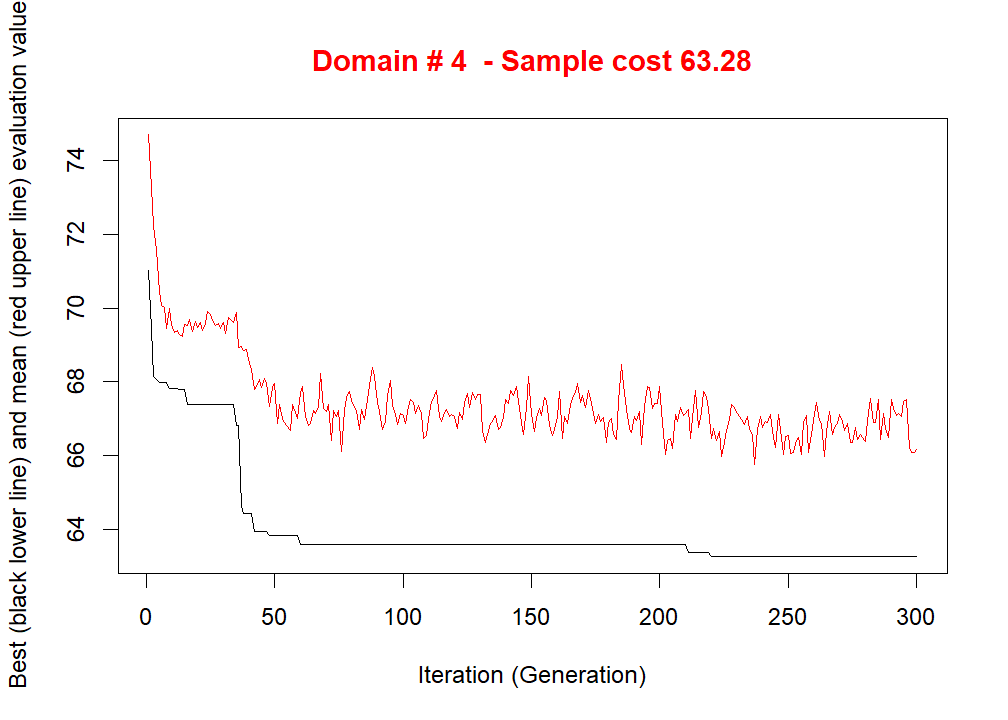 Domain # 4  - Sample cost 63.28
Best (black lower line) and mean (red upper line) evaluation value
74
72
70
68
66
64
0 50 100 150 200 250 300
Iteration (Generation)